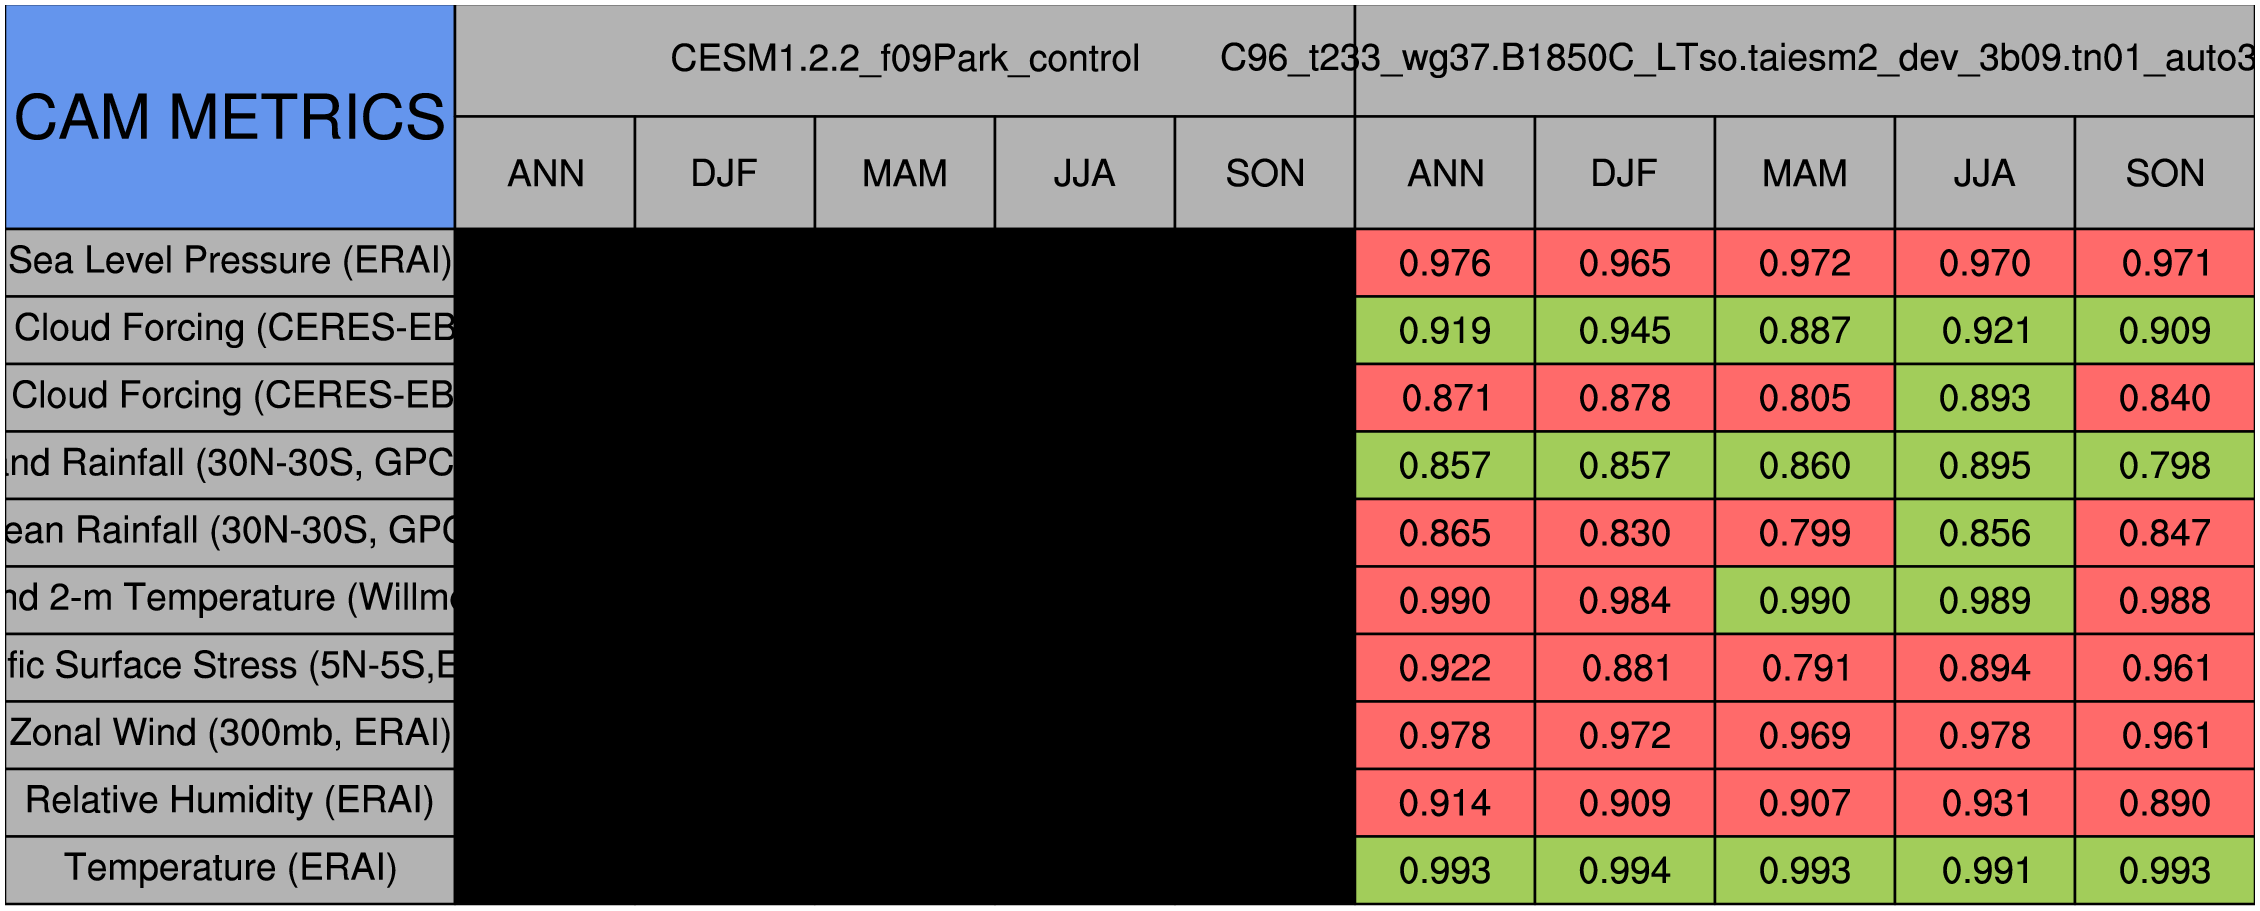 CAM METRICS
CESM1.2.2_f09Park_control
C96_t233_wg37.B1850C_LTso.taiesm2_dev_3b09.tn01_auto3
ANN DJF MAM JJA SON ANN DJF MAM JJA SON
Sea Level Pressure (ERAI) 0.976 0.965 0.972 0.970 0.971
Cloud Forcing (CERES-EB 0.919 0.945 0.887 0.921 0.909
Cloud Forcing (CERES-EB 0.871 0.878 0.805 0.893 0.840
and Rainfall (30N-30S, GPC 0.857 0.857 0.860 0.895 0.798
ean Rainfall (30N-30S, GPC 0.865 0.830 0.799 0.856 0.847
nd 2-m Temperature (Willmo 0.990 0.984 0.990 0.989 0.988
fic Surface Stress (5N-5S,E 0.922 0.881 0.791 0.894 0.961
Zonal Wind (300mb, ERAI) 0.978 0.972 0.969 0.978 0.961
Relative Humidity (ERAI) 0.914 0.909 0.907 0.931 0.890
Temperature (ERAI) 0.993 0.994 0.993 0.991 0.993